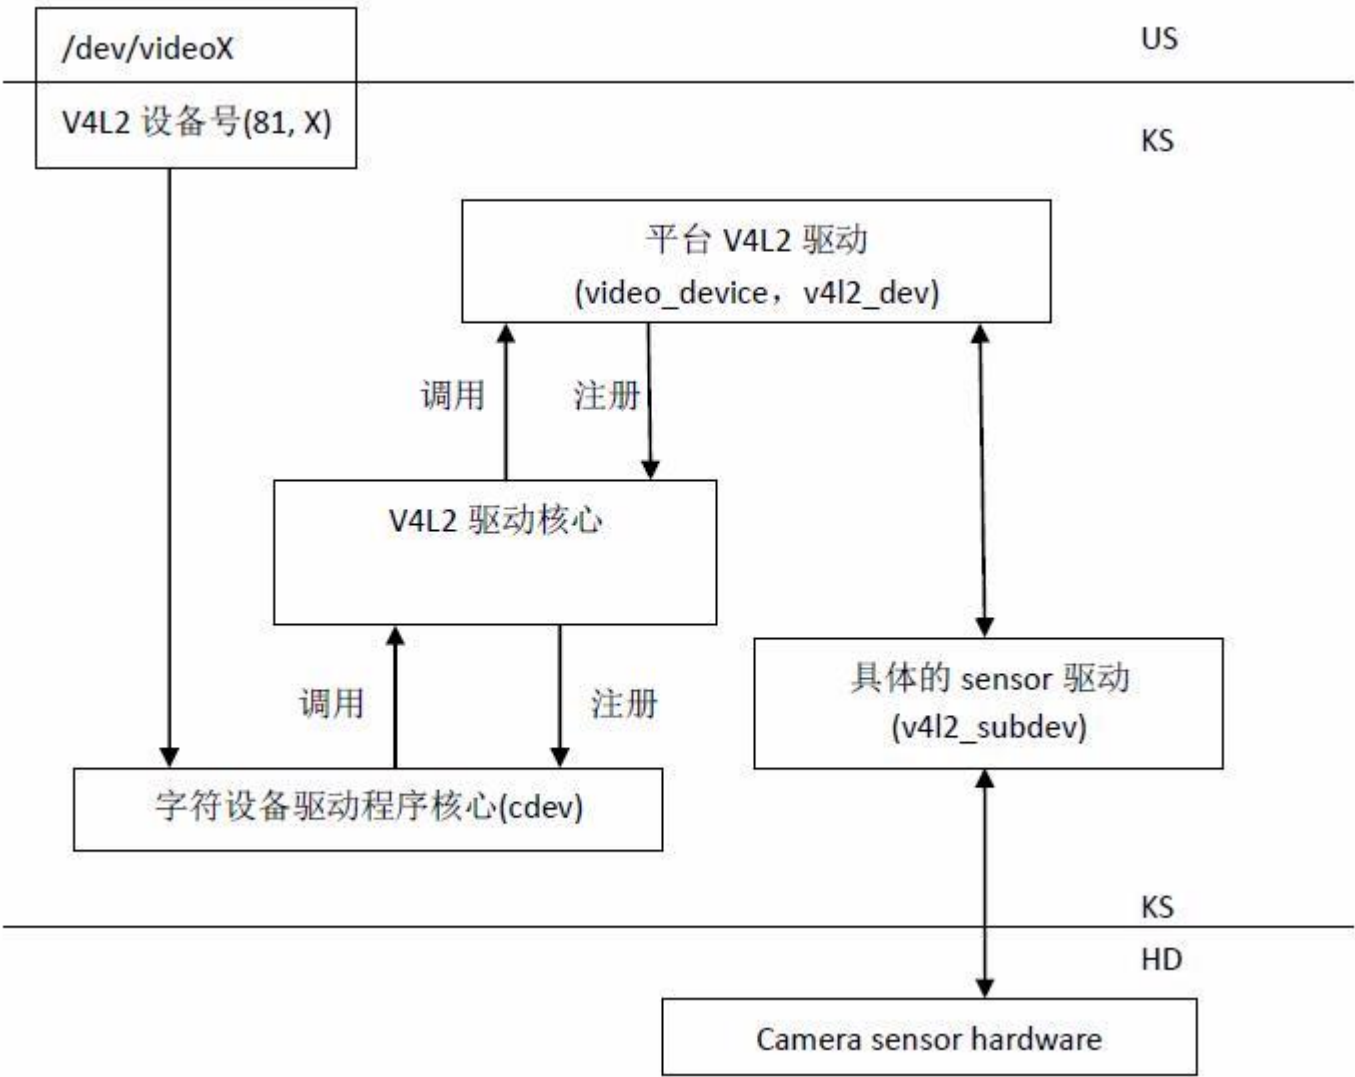 /dev/videoX
US
V4L2 设备号(81, X)
KS
平台 V4L2 驱动
(video_device，v4l2_dev)
调用
注册
V4L2 驱动核心
具体的 sensor 驱动
(v4l2_subdev)
调用
注册
字符设备驱动程序核心(cdev)
KS
HD
Camera sensor hardware